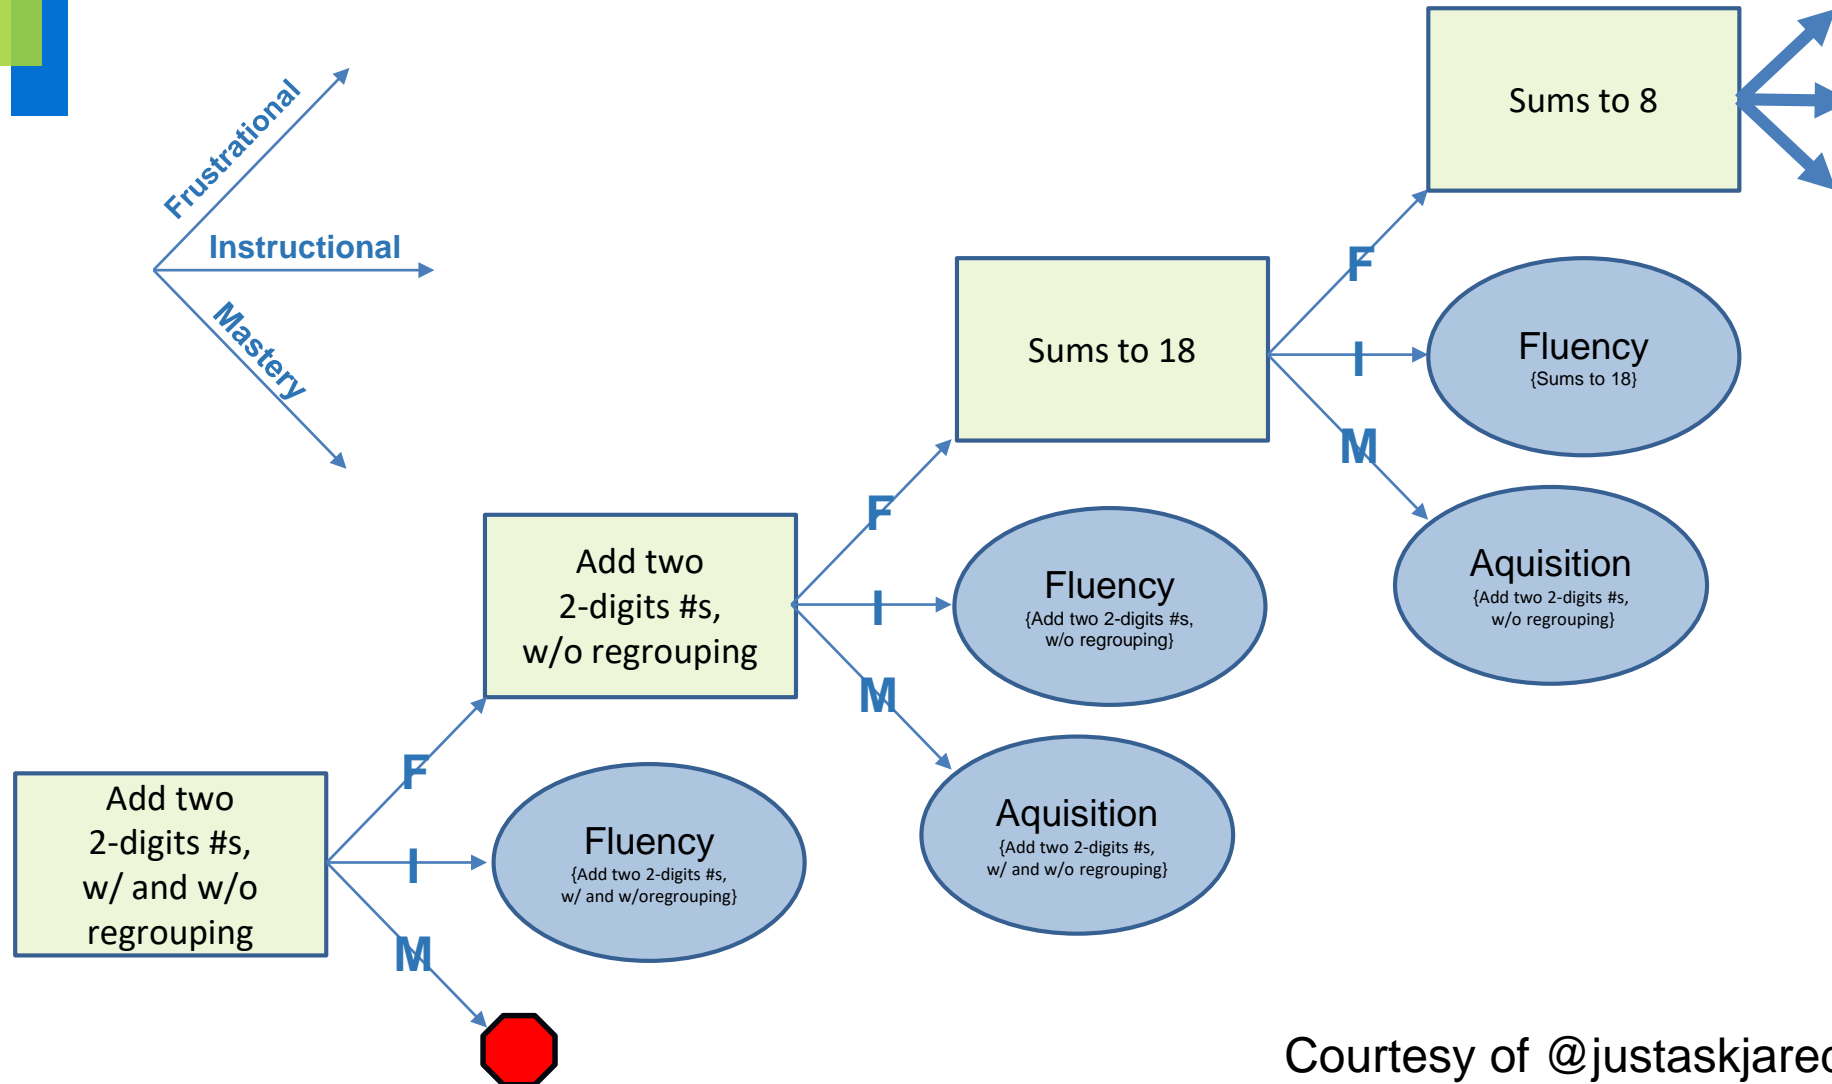 Sums to 8
Frustrational
Instructional
Mastery
F
Sums to 18
I
Fluency
{Sums to 18}
M
F
Add two
2-digits #s,
w/o regrouping
I
Fluency
{Add two 2-digits #s,
w/o regrouping}
Aquisition
{Add two 2-digits #s,
w/o regrouping}
M
F
Add two
2-digits #s,
w/ and w/o
regrouping
I
Fluency
{Add two 2-digits #s,
w/ and w/oregrouping}
Aquisition
{Add two 2-digits #s,
w/ and w/o regrouping}
M
Courtesy of @justaskjared